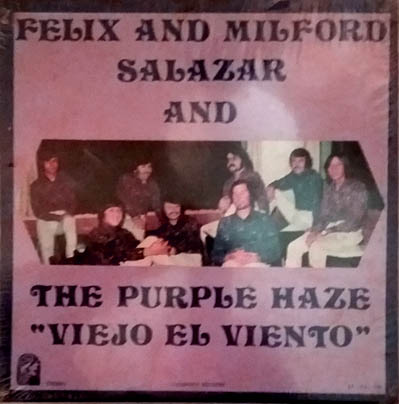 FELIX AND MILFORD
SALAZAR
AND
THE PURPLE HAZE
"VIEJO EL VIENTO"